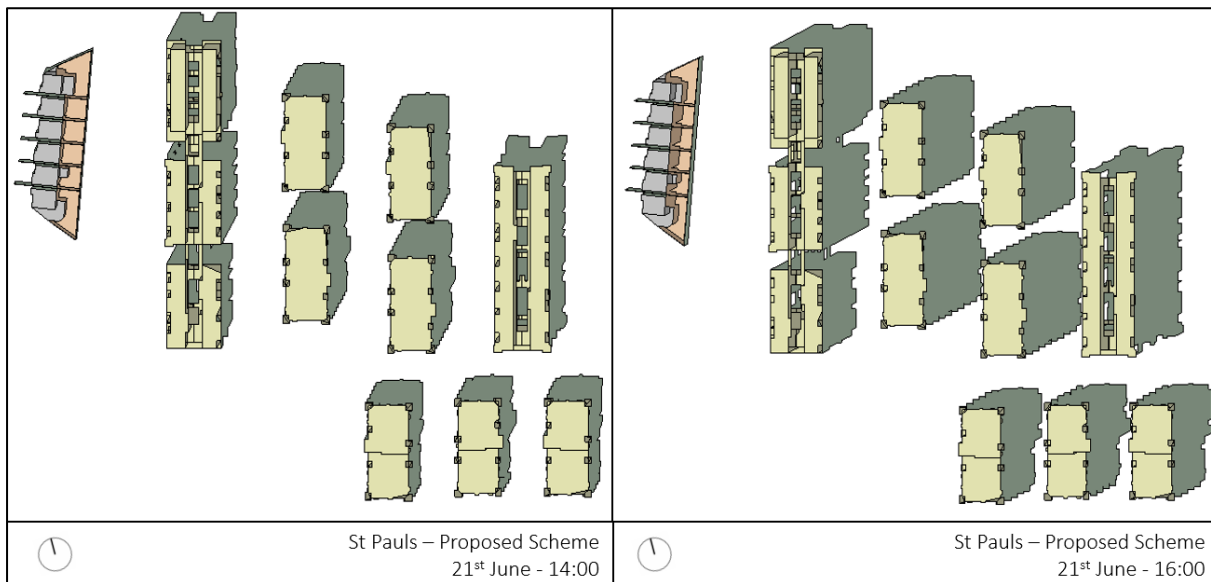 St Pauls – Proposed Scheme
21st June - 14:00
St Pauls – Proposed Scheme
21st June - 16:00